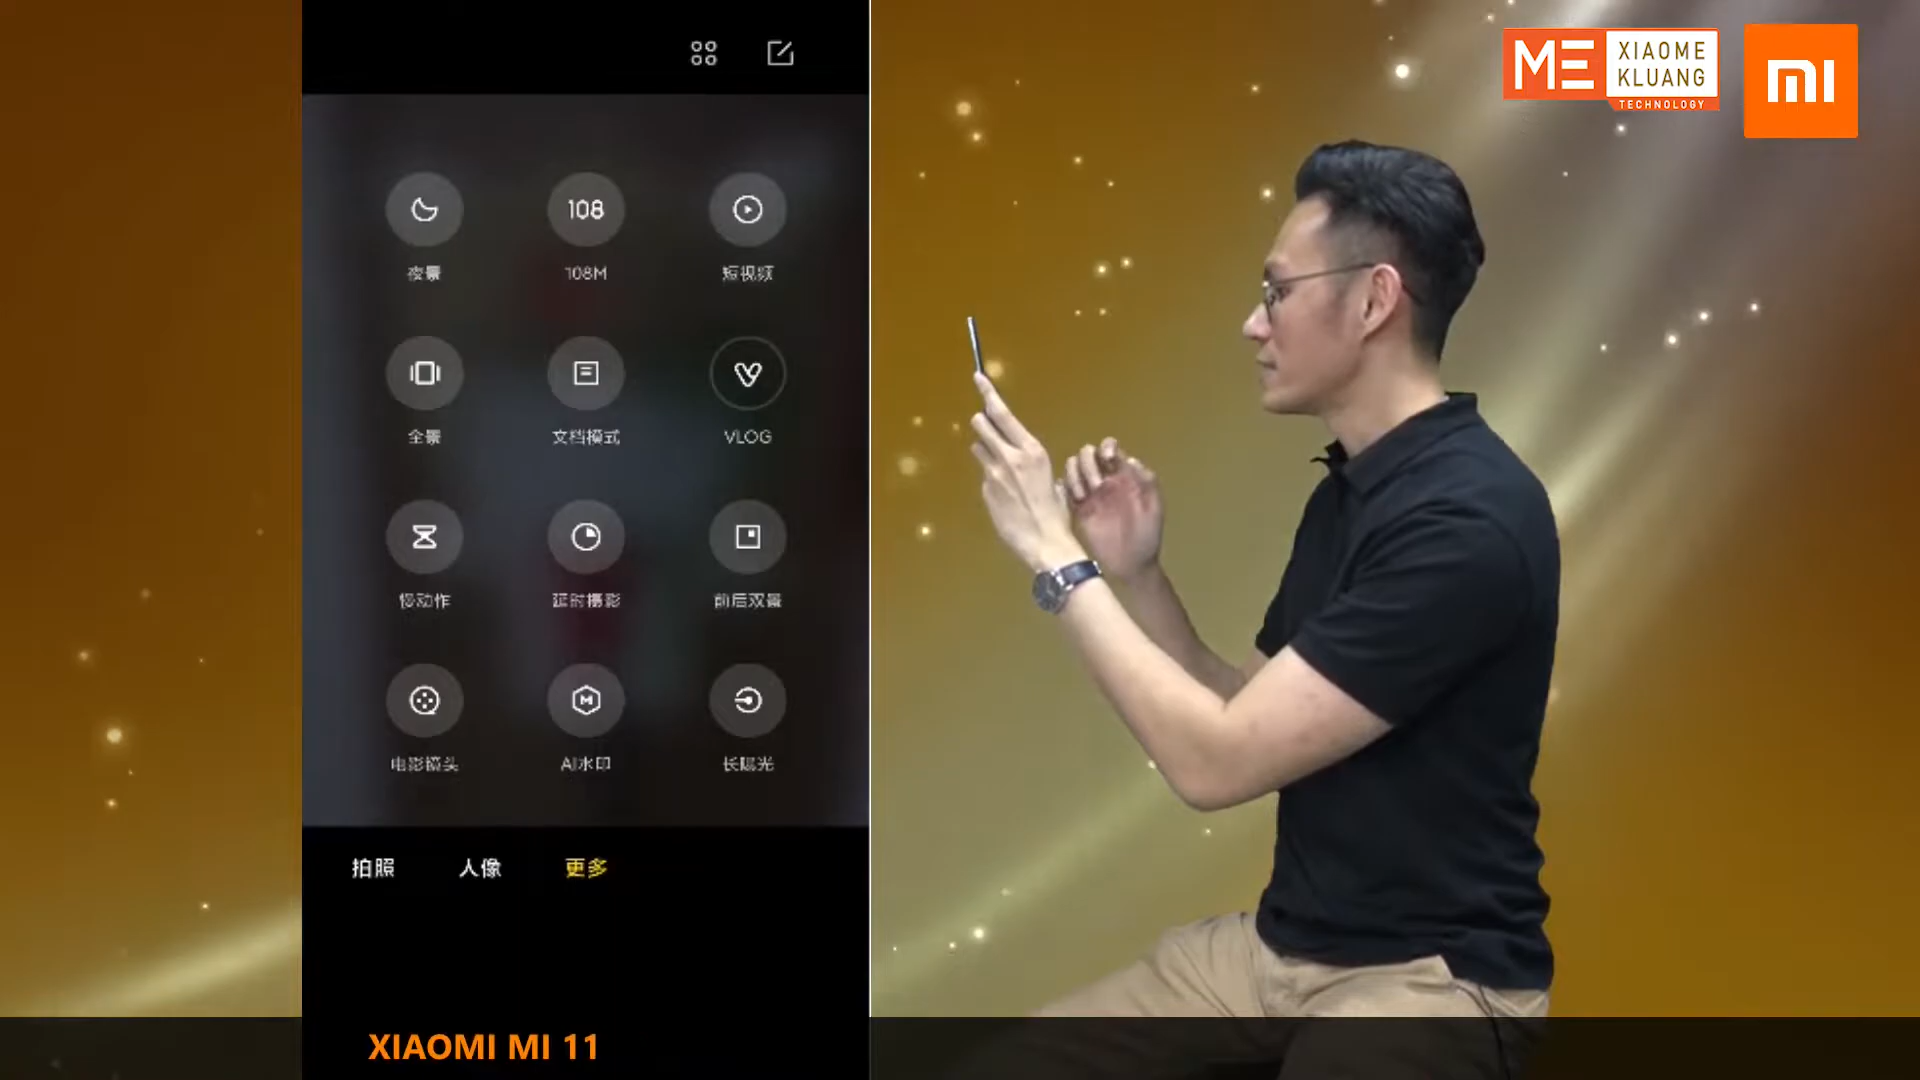 108
夜景
108M
短视频
全景
文档模式
VLOG
慢动作
延时摄影
前后双景
电影镜头
AI水印
长曝光
拍照
人像
更多
XIAOMI MI 11
ME XIAOME
KLUANG
TECHNOLOGY
mi